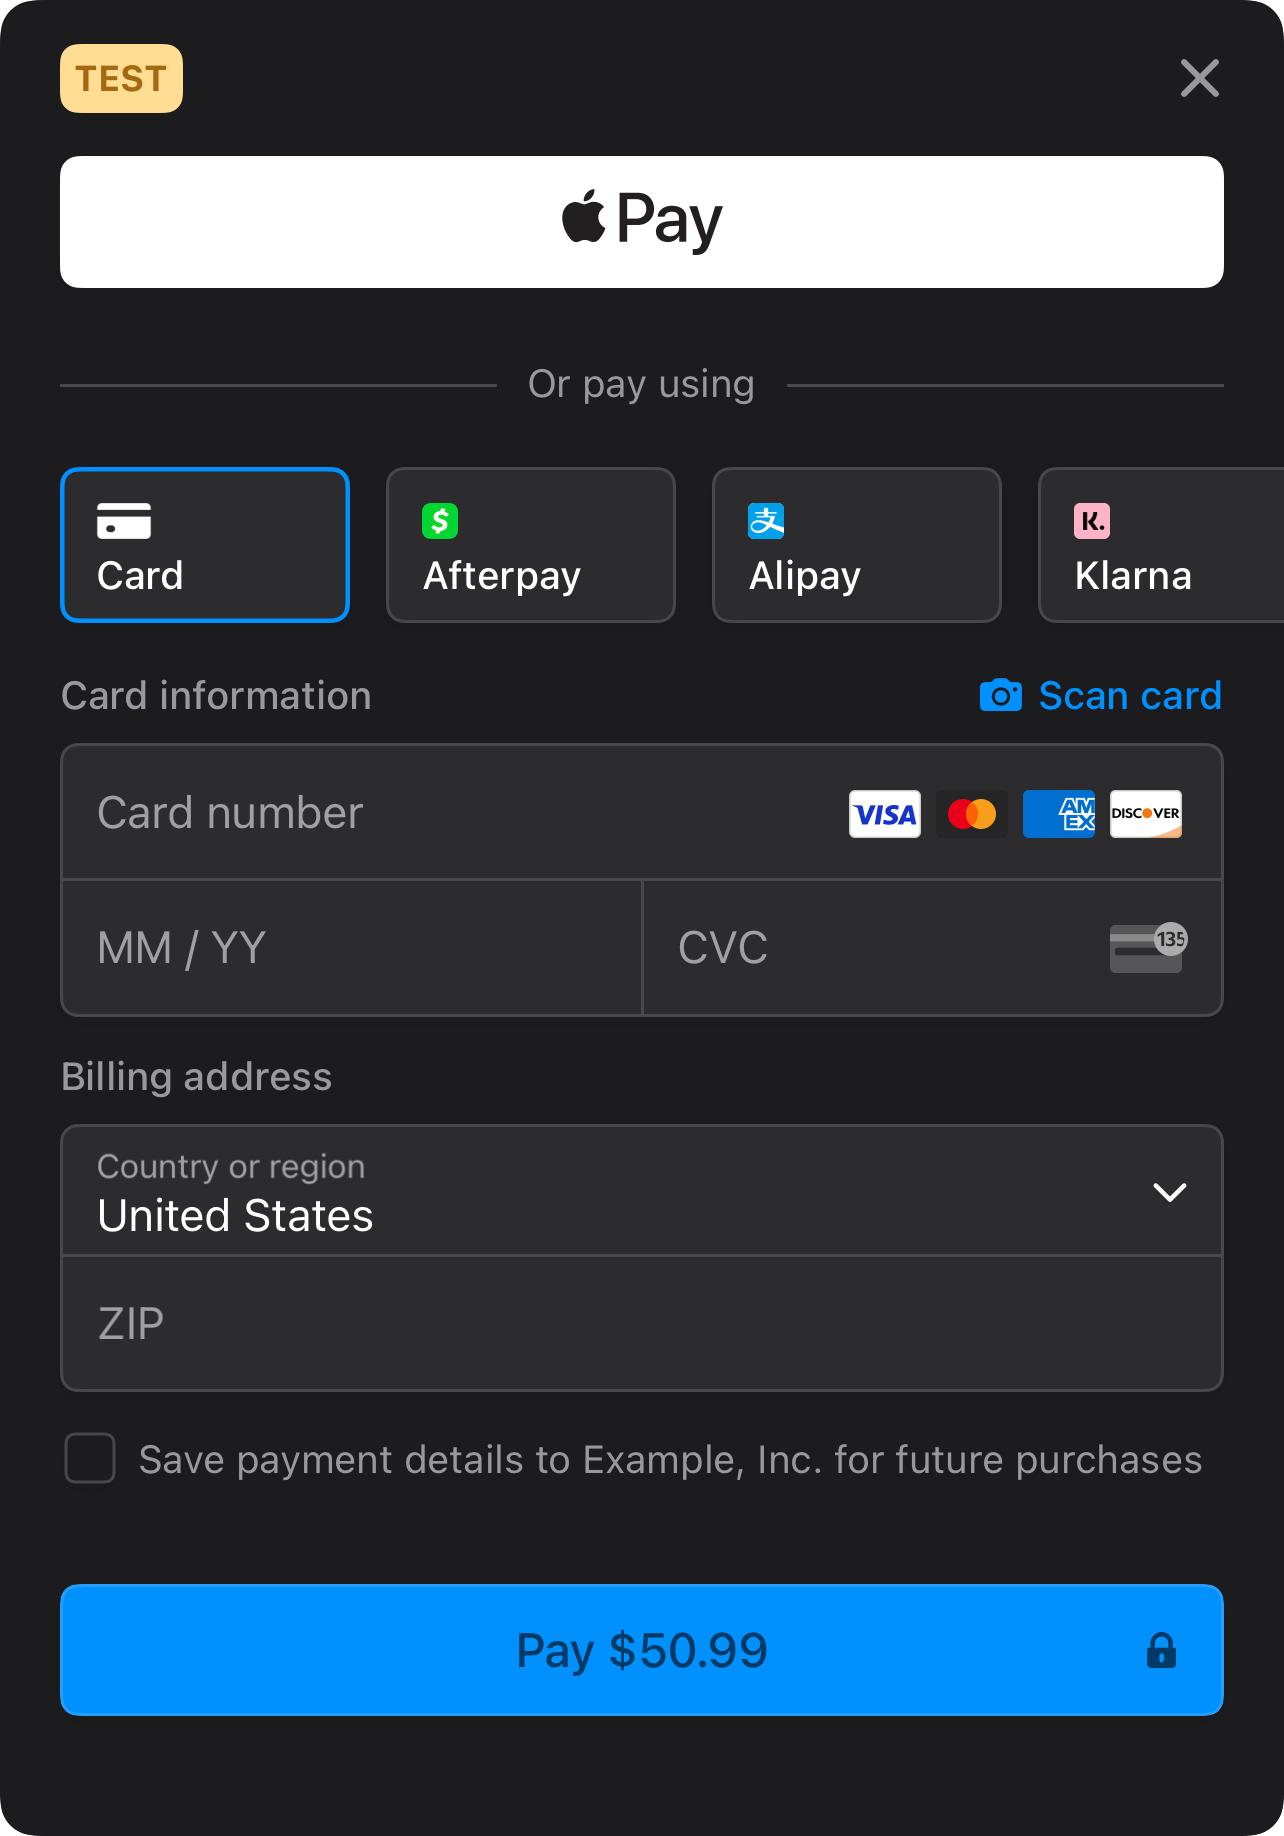 TEST
Pay
Or pay using
Card
Afterpay
Alipay
Klarna
Card information
Scan card
Card number
VISA
AM
EX
DISCOVER
MM / YY
CVC
135
Billing address
Country or region
United States
ZIP
Save payment details to Example, Inc. for future purchases
Pay $50.99